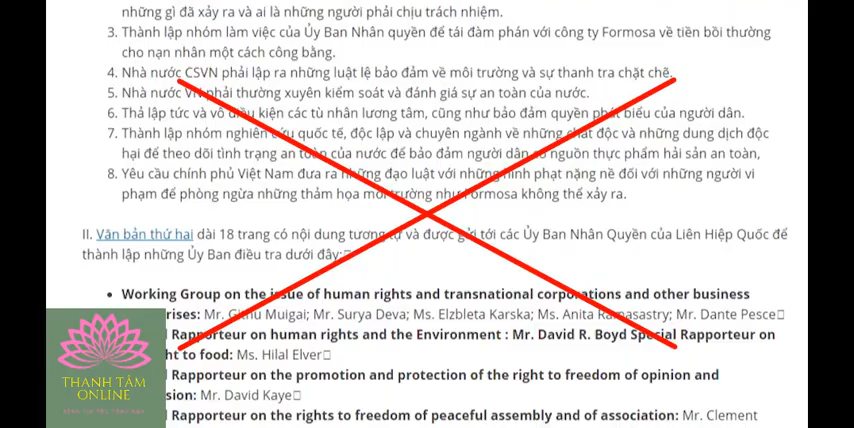 những gì đã xảy ra và ai là những người phải chịu trách nhiệm.
3. Thành lập nhóm làm việc của Ủy Ban Nhân quyền để tái đàm phán với công ty Formosa về tiền bồi thường
cho nạn nhân một cách công bằng.
4. Nhà nước CSVN phải lập ra những luật lệ bảo đảm về môi trường và sự thanh tra chặt chẽ.
5. Nhà nước VN phải thường xuyên kiểm soát và đánh giá sự an toàn của nước.
6. Thả lập tức và vô điều kiện các tù nhân lương tâm, cũng như bảo đảm quyền phát biểu của người dân.
7. Thành lập nhóm nghiên cứu quốc tế, độc lập và chuyên ngành về những chất độc và những dung dịch độc
hại để theo dõi tình trạng an toàn của nước để bảo đảm người dân có nguồn thực phẩm hải sản an toàn,
8. Yêu cầu chính phủ Việt Nam đưa ra những đạo luật với những hình phạt nặng nề đối với những người vi
phạm để phòng ngừa những thảm họa môi trường như Formosa không thể xảy ra.
II. Văn bản thứ hai dài 18 trang có nội dung tương tự và được gửi tới các Ủy Ban Nhân Quyền của Liên Hiệp Quốc để
thành lập những Ủy Ban điều tra dưới đây:
• Working Group on the issue of human rights and transnational corporations and other business
rises: Mr. Githu Muigai; Mr. Surya Deva; Ms. Elzbieta Karska; Ms. Anita Ramasastry; Mr. Dante Pesce
l Rapporteur on human rights and the Environment : Mr. David R. Boyd Special Rapporteur on
ht to food: Ms. Hilal Elver
l Rapporteur on the promotion and protection of the right to freedom of opinion and
sion: Mr. David Kaye
l Rapporteur on the rights to freedom of peaceful assembly and of association: Mr. Clement
THANH TÂM
ONLINE